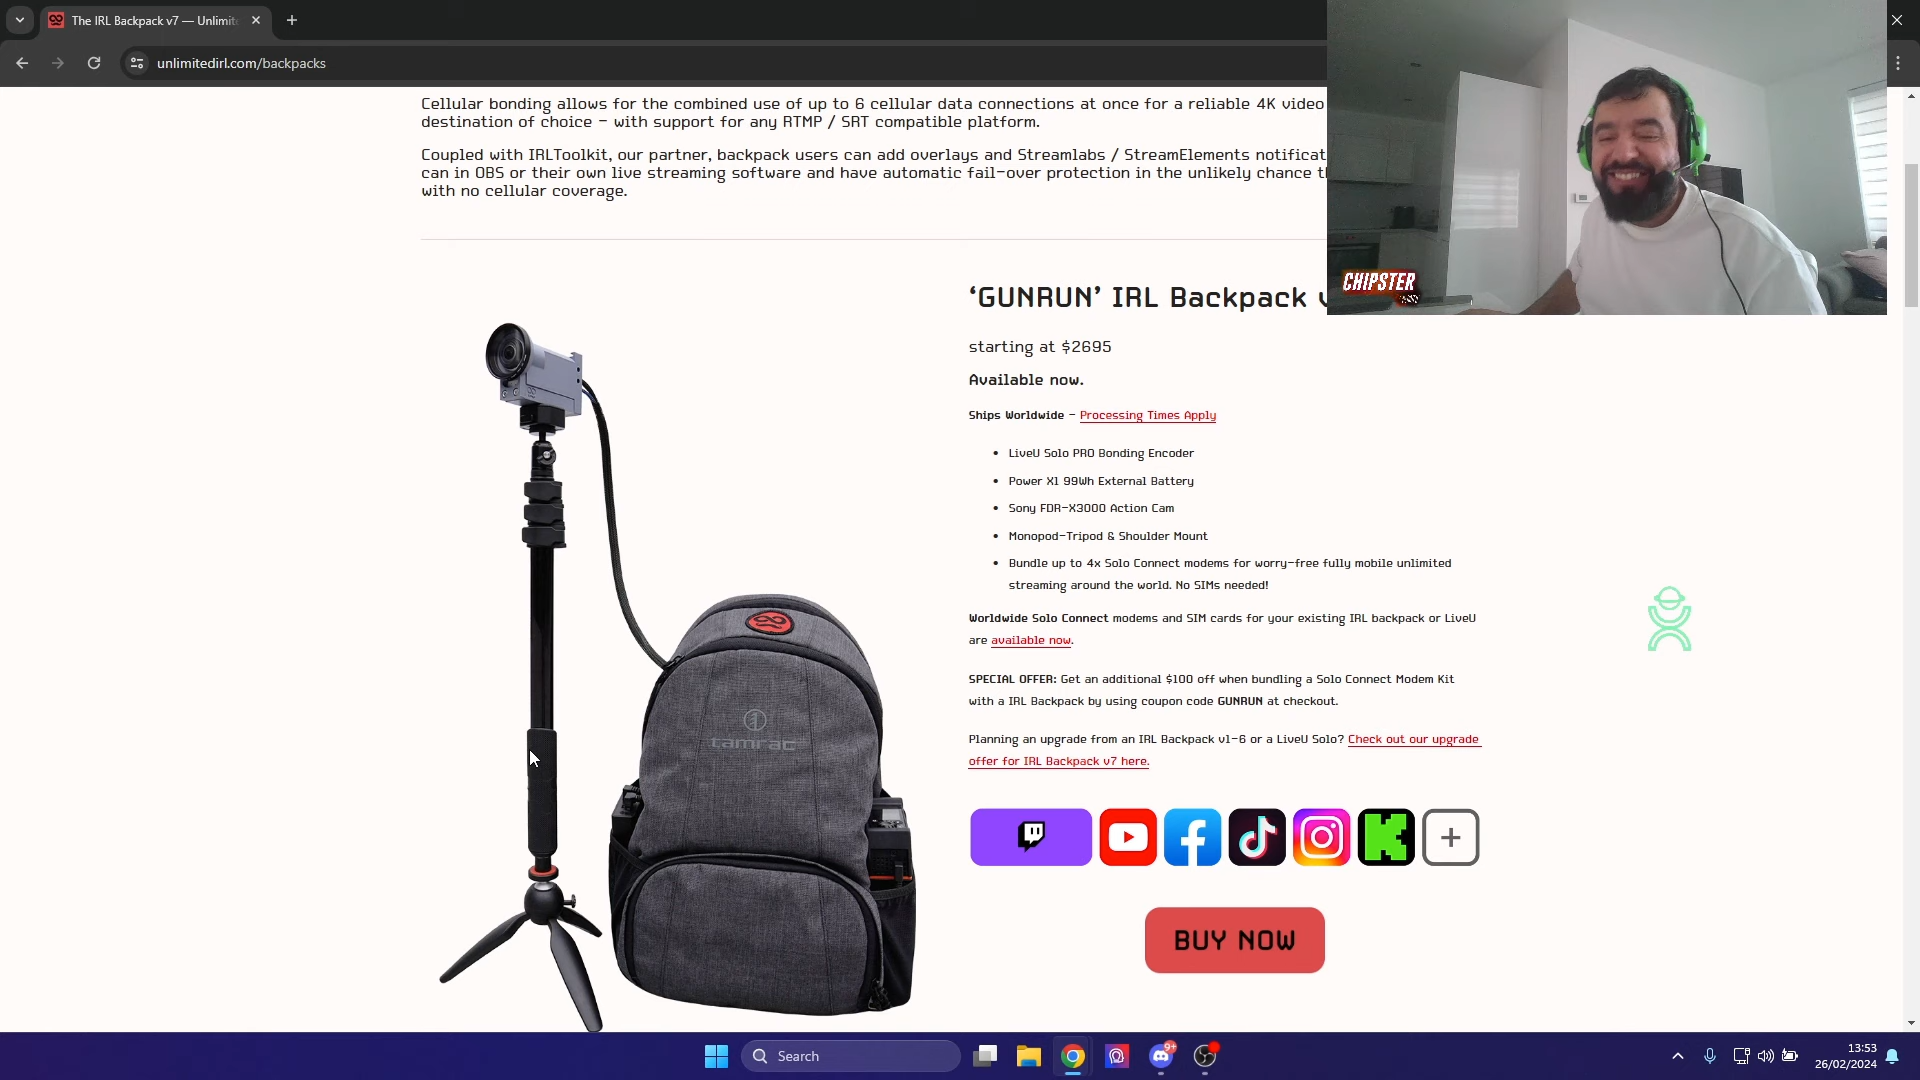 The IRL Backpack v7 — Unlimit
unlimitedirl.com/backpacks
Cellular bonding allows for the combined use of up to 6 cellular data connections at once for a reliable 4K video
destination of choice – with support for any RTMP / SRT compatible platform.
Coupled with IRLToolkit, our partner, backpack users can add overlays and Streamlabs / StreamElements notificat
can in OBS or their own live streaming software and have automatic fail-over protection in the unlikely chance t
with no cellular coverage.
CHIPSTER
‘GUNRUN’ IRL Backpack v
starting at $2695
Available now.
Ships Worldwide – Processing Times Apply
• LiveU Solo PRO Bonding Encoder
• Power X1 99Wh External Battery
• Sony FDR-X3000 Action Cam
• Monopod-Tripod & Shoulder Mount
• Bundle up to 4x Solo Connect modems for worry-free fully mobile unlimited
streaming around the world. No SIMs needed!
Worldwide Solo Connect modems and SIM cards for your existing IRL backpack or LiveU
are available now.
SPECIAL OFFER: Get an additional $100 off when bundling a Solo Connect Modem Kit
with a IRL Backpack by using coupon code GUNRUN at checkout.
Planning an upgrade from an IRL Backpack v1-6 or a LiveU Solo? Check out our upgrade
offer for IRL Backpack v7 here.
tamrac
BUY NOW
Search
9+
13:53
26/02/2024